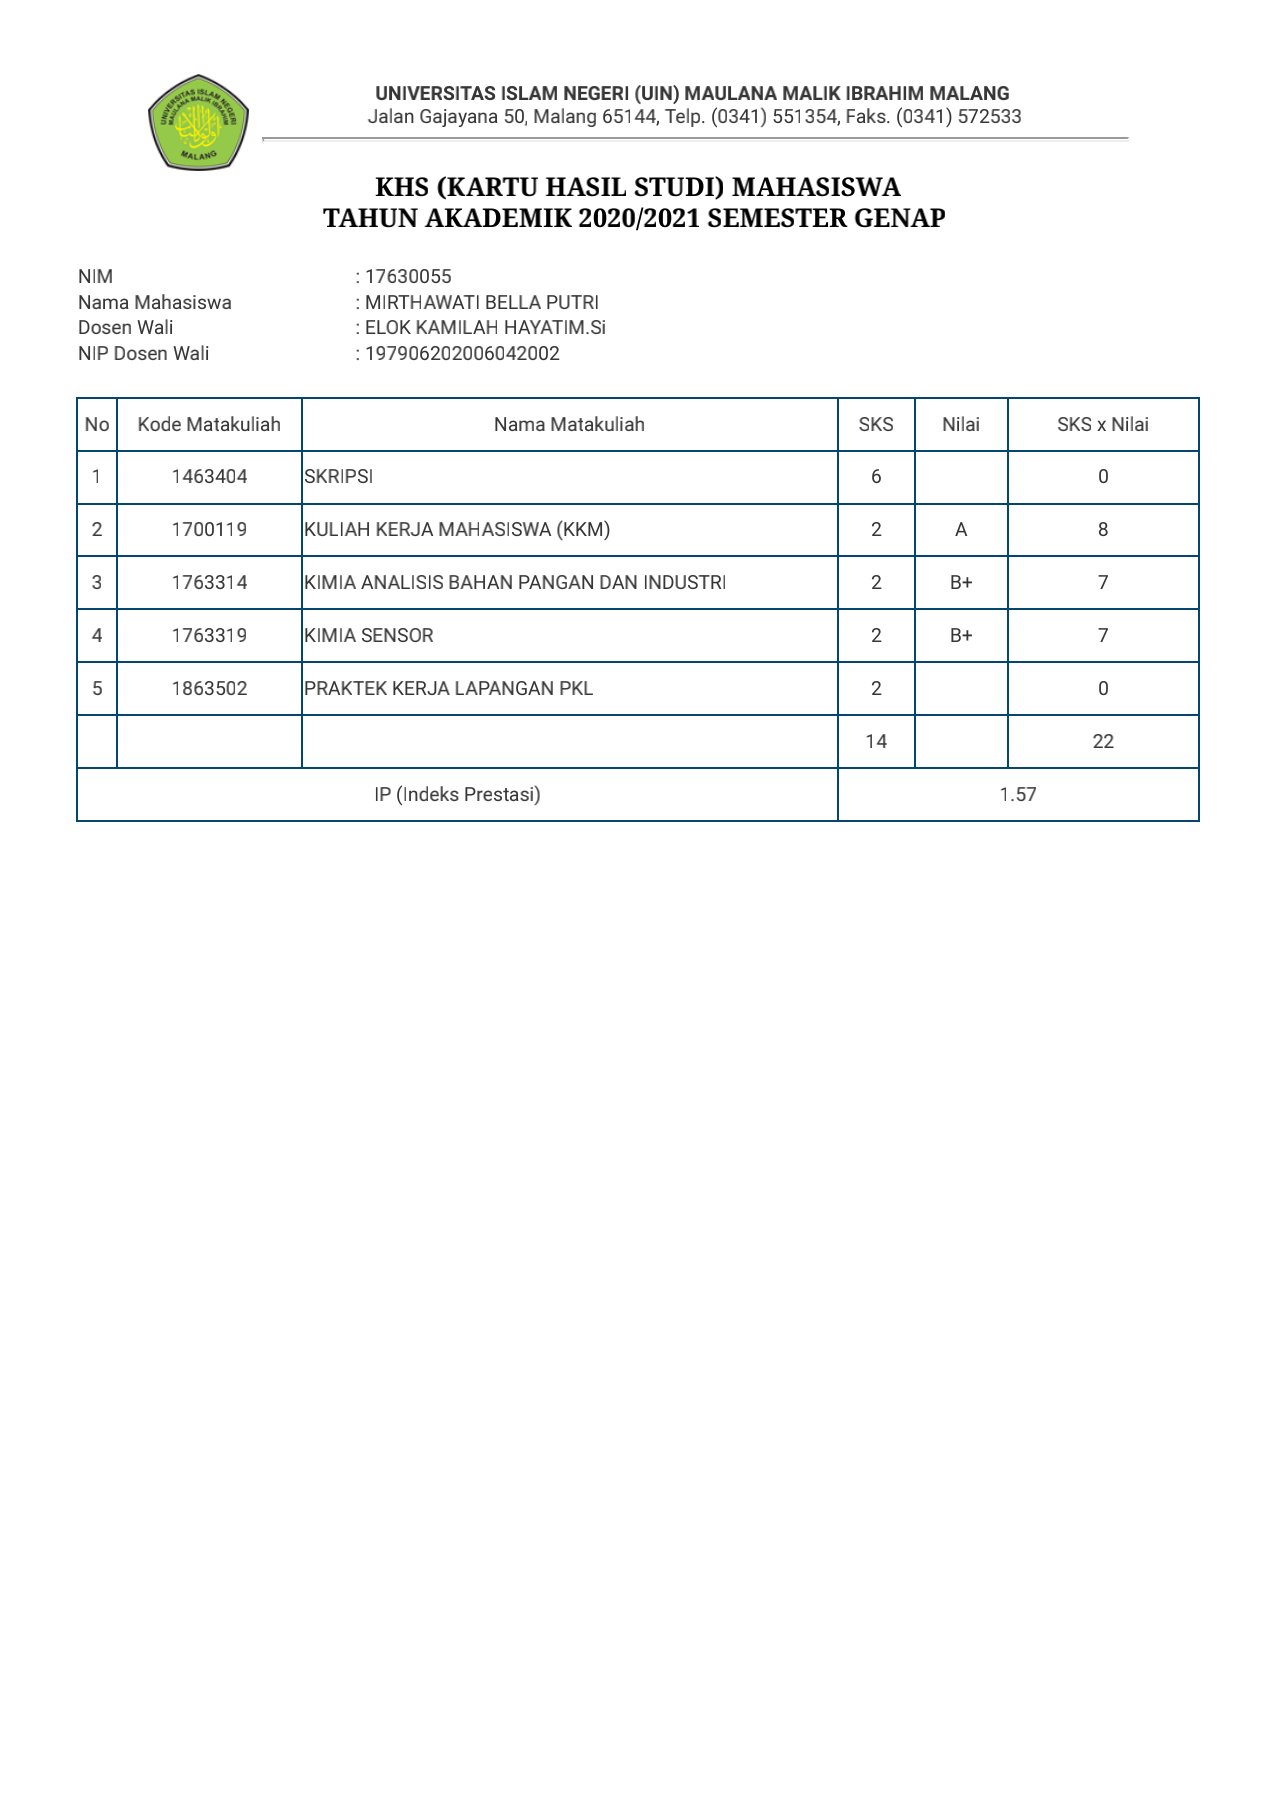 UNIVERSITAS ISLAM NEGERI
MAULANA MALIK IBRAHIM
MALANG
UNIVERSITAS ISLAM NEGERI (UIN) MAULANA MALIK IBRAHIM MALANG
Jalan Gajayana 50, Malang 65144, Telp. (0341) 551354, Faks. (0341) 572533
KHS (KARTU HASIL STUDI) MAHASISWA
TAHUN AKADEMIK 2020/2021 SEMESTER GENAP
NIM : 17630055
Nama Mahasiswa : MIRTHAWATI BELLA PUTRI
Dosen Wali : ELOK KAMILAH HAYATIM.Si
NIP Dosen Wali : 197906202006042002
No Kode Matakuliah Nama Matakuliah SKS Nilai SKS x Nilai
1 1463404 SKRIPSI 6 0
2 1700119 KULIAH KERJA MAHASISWA (KKM) 2 A 8
3 1763314 KIMIA ANALISIS BAHAN PANGAN DAN INDUSTRI 2 B+ 7
4 1763319 KIMIA SENSOR 2 B+ 7
5 1863502 PRAKTEK KERJA LAPANGAN PKL 2 0
14 22
IP (Indeks Prestasi) 1.57